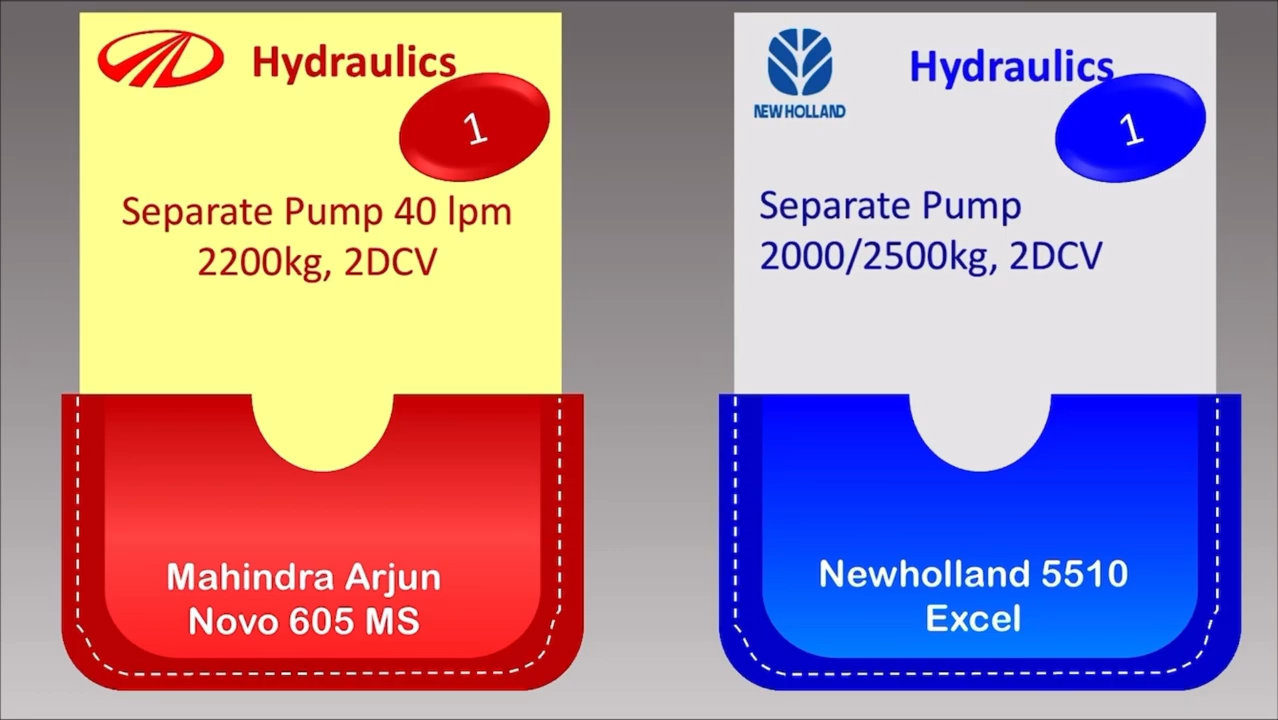 Hydraulics
1
Separate Pump 40 lpm
2200kg, 2DCV
Mahindra Arjun
Novo 605 MS
NEW HOLLAND
Hydraulics
1
Separate Pump
2000/2500kg, 2DCV
Newholland 5510
Excel